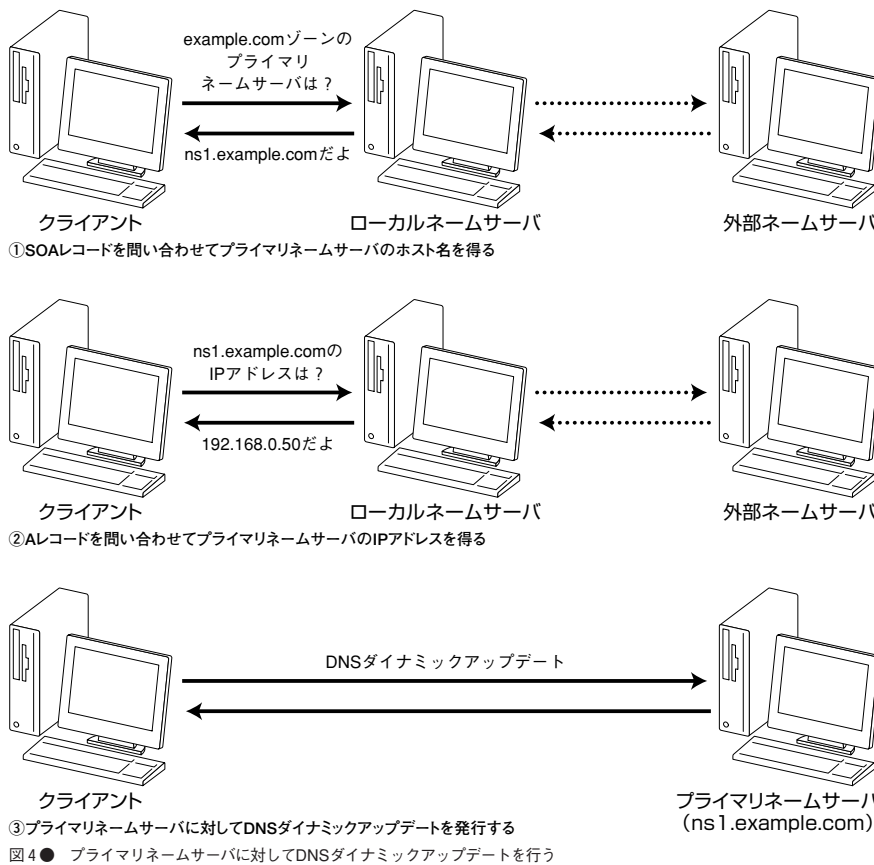 example.comゾーンの
プライマリ
ネームサーバは？
ns1.example.comだよ
クライアント
ローカルネームサーバ
外部ネームサーバ
①SOAレコードを問い合わせてプライマリネームサーバのホスト名を得る
ns1.example.comの
IPアドレスは？
192.168.0.50だよ
クライアント
ローカルネームサーバ
外部ネームサーバ
②Aレコードを問い合わせてプライマリネームサーバのIPアドレスを得る
DNSダイナミックアップデート
クライアント
プライマリネームサーバ
(ns1.example.com)
③プライマリネームサーバに対してDNSダイナミックアップデートを発行する
図4● プライマリネームサーバに対してDNSダイナミックアップデートを行う